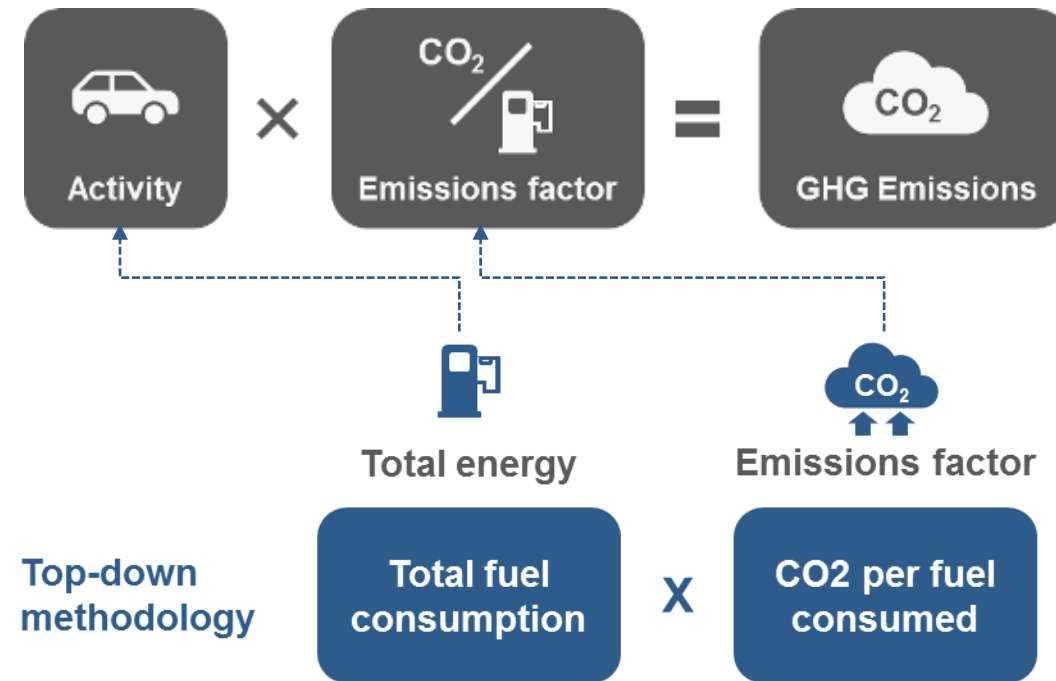 CO₂
CO₂
Activity
×
Emissions factor
=
GHG Emissions
CO₂
Total energy
Emissions factor
Top-down
methodology
Total fuel
consumption
X
CO2 per fuel
consumed